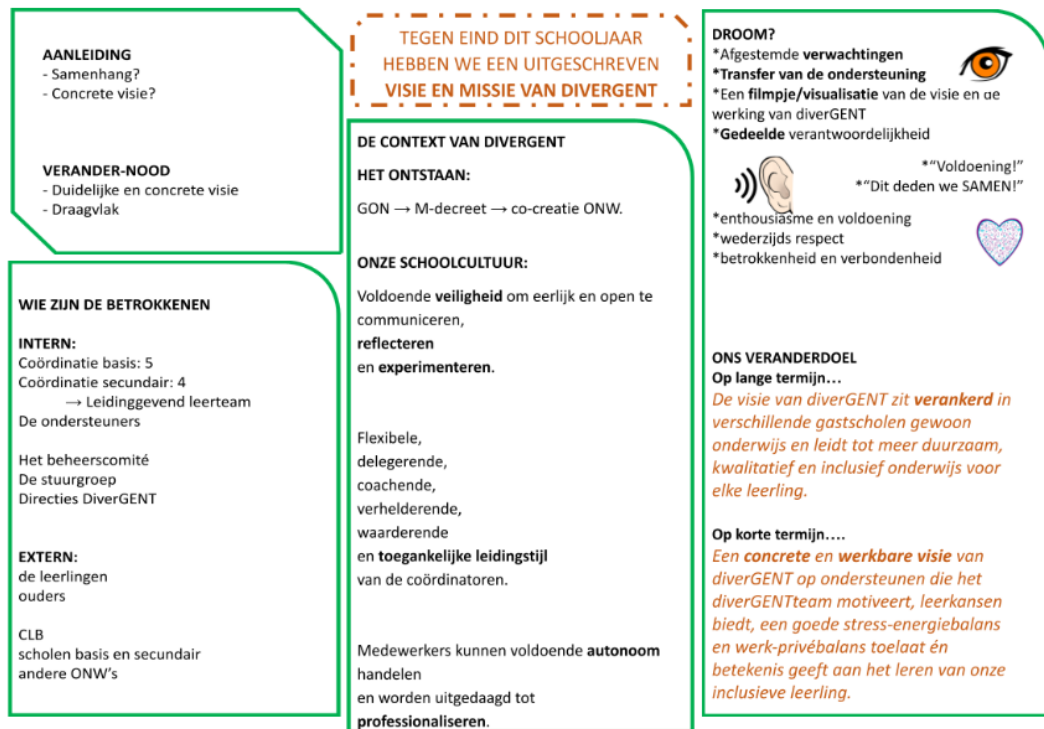 AANLEIDING
- Samenhang?
- Concrete visie?
VERANDER-NOOD
- Duidelijke en concrete visie
- Draagvlak
WIE ZIJN DE BETROKKENEN
INTERN:
Coördinatie basis: 5
Coördinatie secundair: 4
→ Leidinggevend leerteam
De ondersteuners
Het beheerscomité
De stuurgroep
Directies DiverGENT
EXTERN:
de leerlingen
ouders
CLB
scholen basis en secundair
andere ONW's
TEGEN EIND DIT SCHOOLJAAR
HEBBEN WE EEN UITGESCHREVEN
VISIE EN MISSIE VAN DIVERGENT
DE CONTEXT VAN DIVERGENT
HET ONTSTAAN:
GON → M-decreet → co-creatie ONW.
ONZE SCHOOLCULTUUR:
Voldoende veiligheid om eerlijk en open te
communiceren,
reflecteren
en experimenteren.
Flexibele,
delegerende,
coachende,
verhelderende,
waarderende
en toegankelijke leidingstijl
van de coördinatoren.
Medewerkers kunnen voldoende autonoom
handelen
en worden uitgedaagd tot
professionaliseren.
DROOM?
*Afgestemde verwachtingen
*Transfer van de ondersteuning
*Een filmpje/visualisatie van de visie en de
werking van diverGENT
*Gedeelde verantwoordelijkheid
*“Voldoening!”
*“Dit deden we SAMEN!”
*enthousiasme en voldoening
*wederzijds respect
*betrokkenheid en verbondenheid
ONS VERANDERDOEL
Op lange termijn…
De visie van diverGENT zit verankerd in
verschillende gastscholen gewoon
onderwijs en leidt tot meer duurzaam,
kwalitatief en inclusief onderwijs voor
elke leerling.
Op korte termijn….
Een concrete en werkbare visie van
diverGENT op ondersteunen die het
diverGENTteam motiveert, leerkansen
biedt, een goede stress-energiebalans
en werk-privébalans toelaat én
betekenis geeft aan het leren van onze
inclusieve leerling.